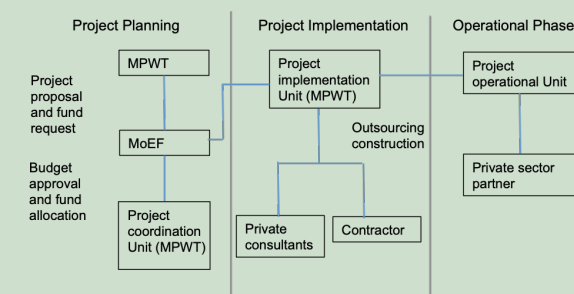 Project Planning
MPWT
Project
proposal
and fund
request
MoEF
Budget
approval
and fund
allocation
Project
coordination
Unit (MPWT)
Project Implementation
Project
implementation
Unit (MPWT)
Outsourcing
construction
Private
consultants
Contractor
Operational Phase
Project
operational Unit
Private sector
partner